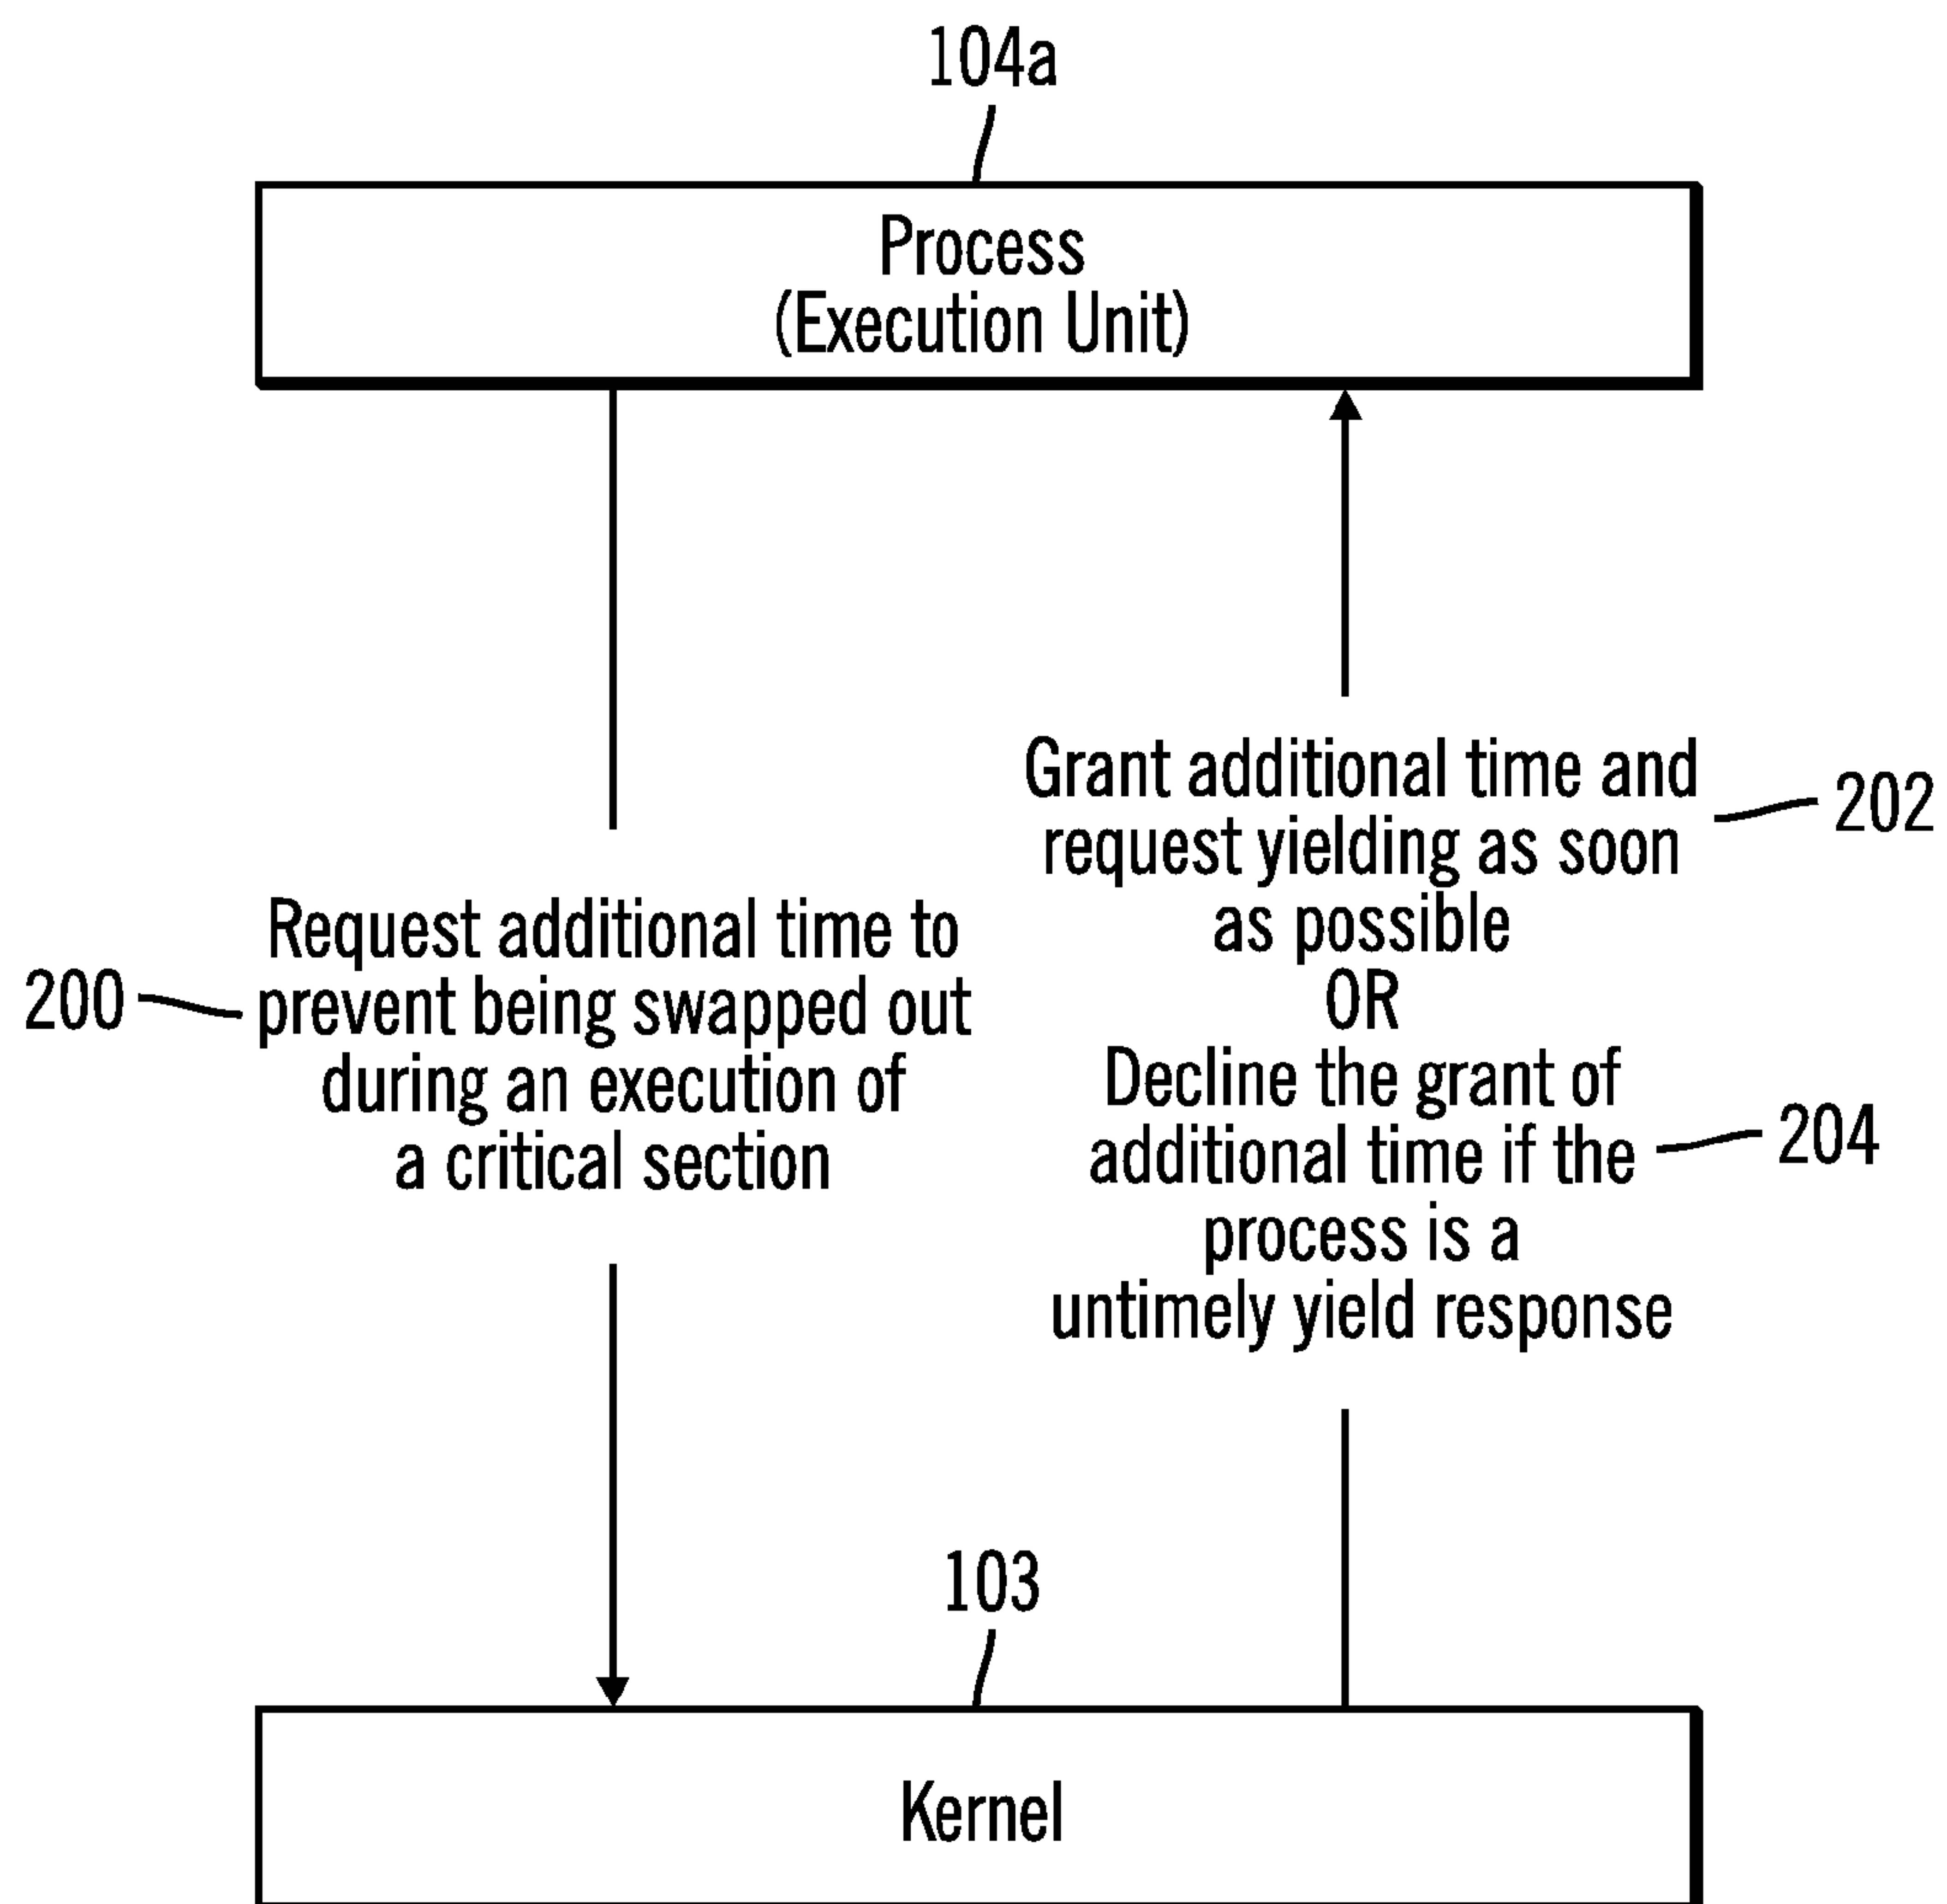 104a
Process
(Execution Unit)
Grant additional time and
request yielding as soon
as possible
202
OR
Decline the grant of
additional time if the
process is a
untimely yield response
204
Request additional time to
prevent being swapped out
during an execution of
a critical section
200
103
Kernel